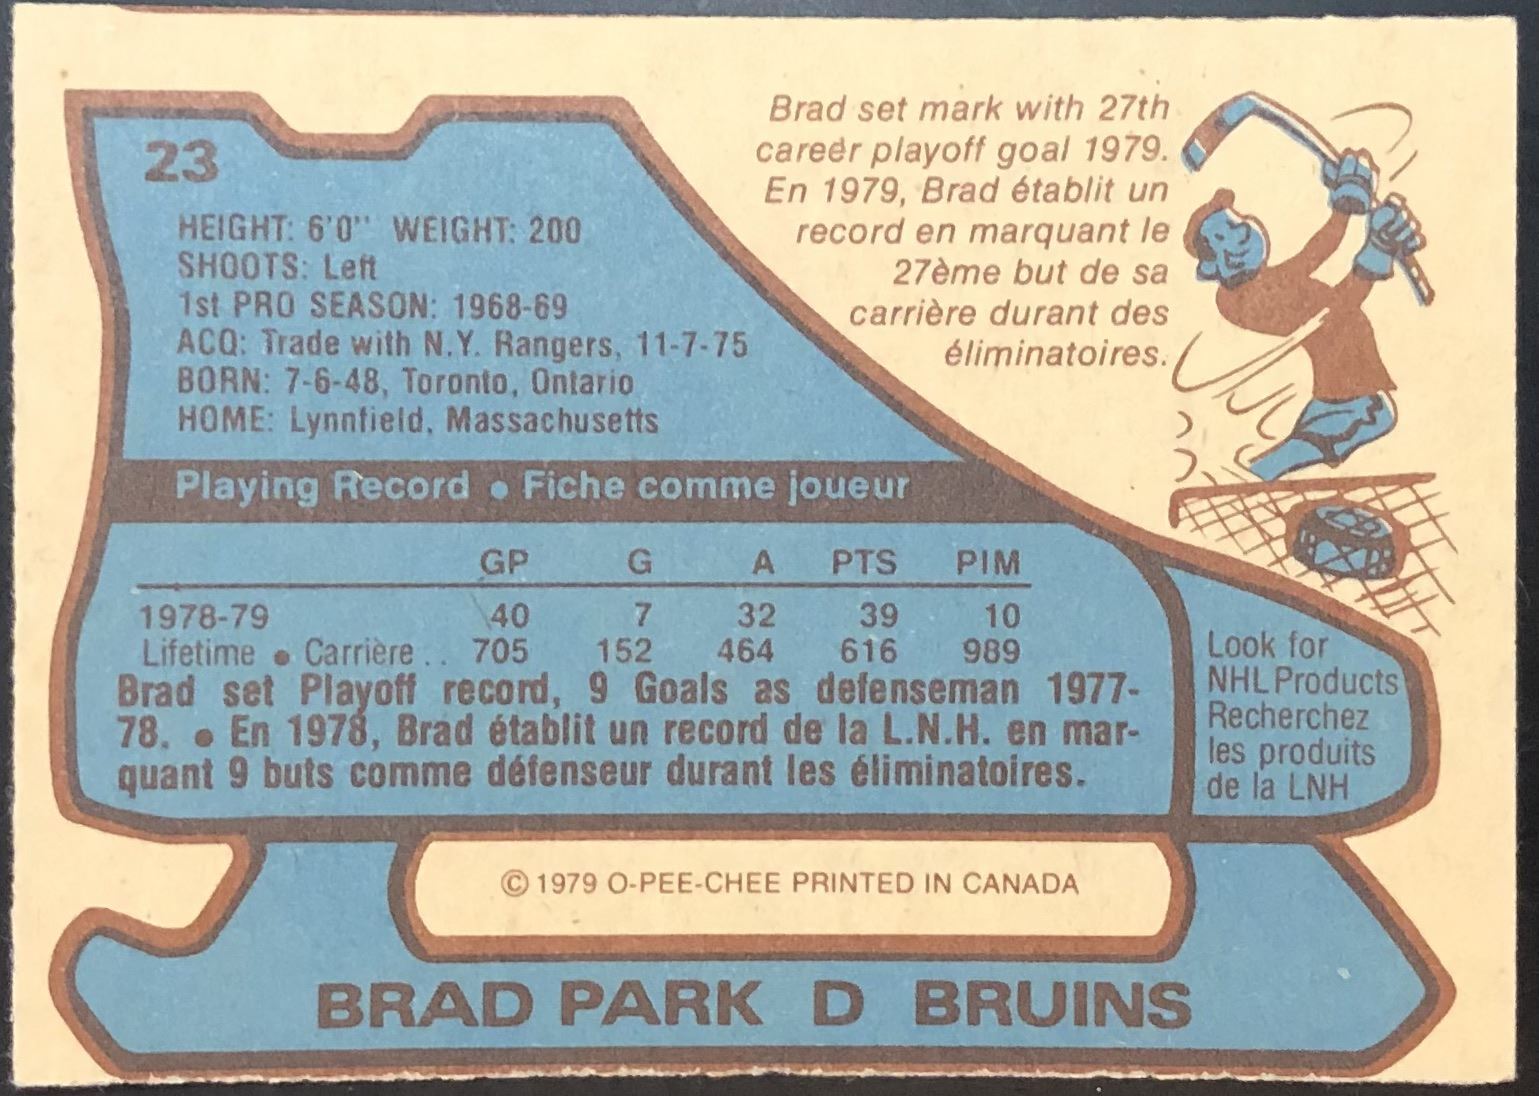 23
HEIGHT: 6'0" WEIGHT: 200
SHOOTS: Left
1st PRO SEASON: 1968-69
ACQ: Trade with N.Y. Rangers, 11-7-75
BORN: 7-6-48, Toronto, Ontario
HOME: Lynnfield, Massachusetts
Brad set mark with 27th
career playoff goal 1979.
En 1979, Brad établit un
record en marquant le
27ème but de sa
carrière durant des
éliminatoires.
Playing Record • Fiche comme joueur
GP G A PTS PIM
1978-79 40 7 32 39 10
Lifetime • Carrière .. 705 152 464 616 989
Brad set Playoff record, 9 Goals as defenseman 1977-
78. • En 1978, Brad établit un record de la L.N.H. en mar-
quant 9 buts comme défenseur durant les éliminatoires.
Look for
NHL Products
Recherchez
les produits
de la LNH
© 1979 O-PEE-CHEE PRINTED IN CANADA
BRAD PARK D BRUINS